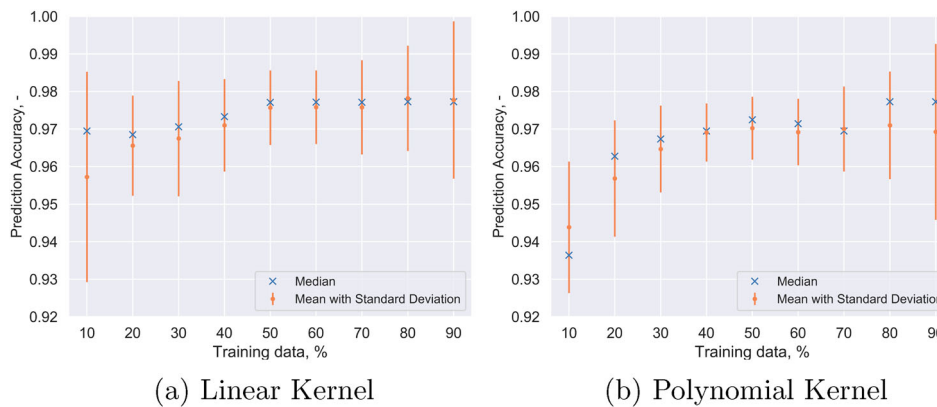 1.00
0.99
0.98
0.97
0.96
0.95
0.94
0.93
0.92
Prediction Accuracy, -
Median
Mean with Standard Deviation
10 20 30 40 50 60 70 80 90
Training data, %
(a) Linear Kernel
1.00
0.99
0.98
0.97
0.96
0.95
0.94
0.93
0.92
Prediction Accuracy, -
Median
Mean with Standard Deviation
10 20 30 40 50 60 70 80 90
Training data, %
(b) Polynomial Kernel